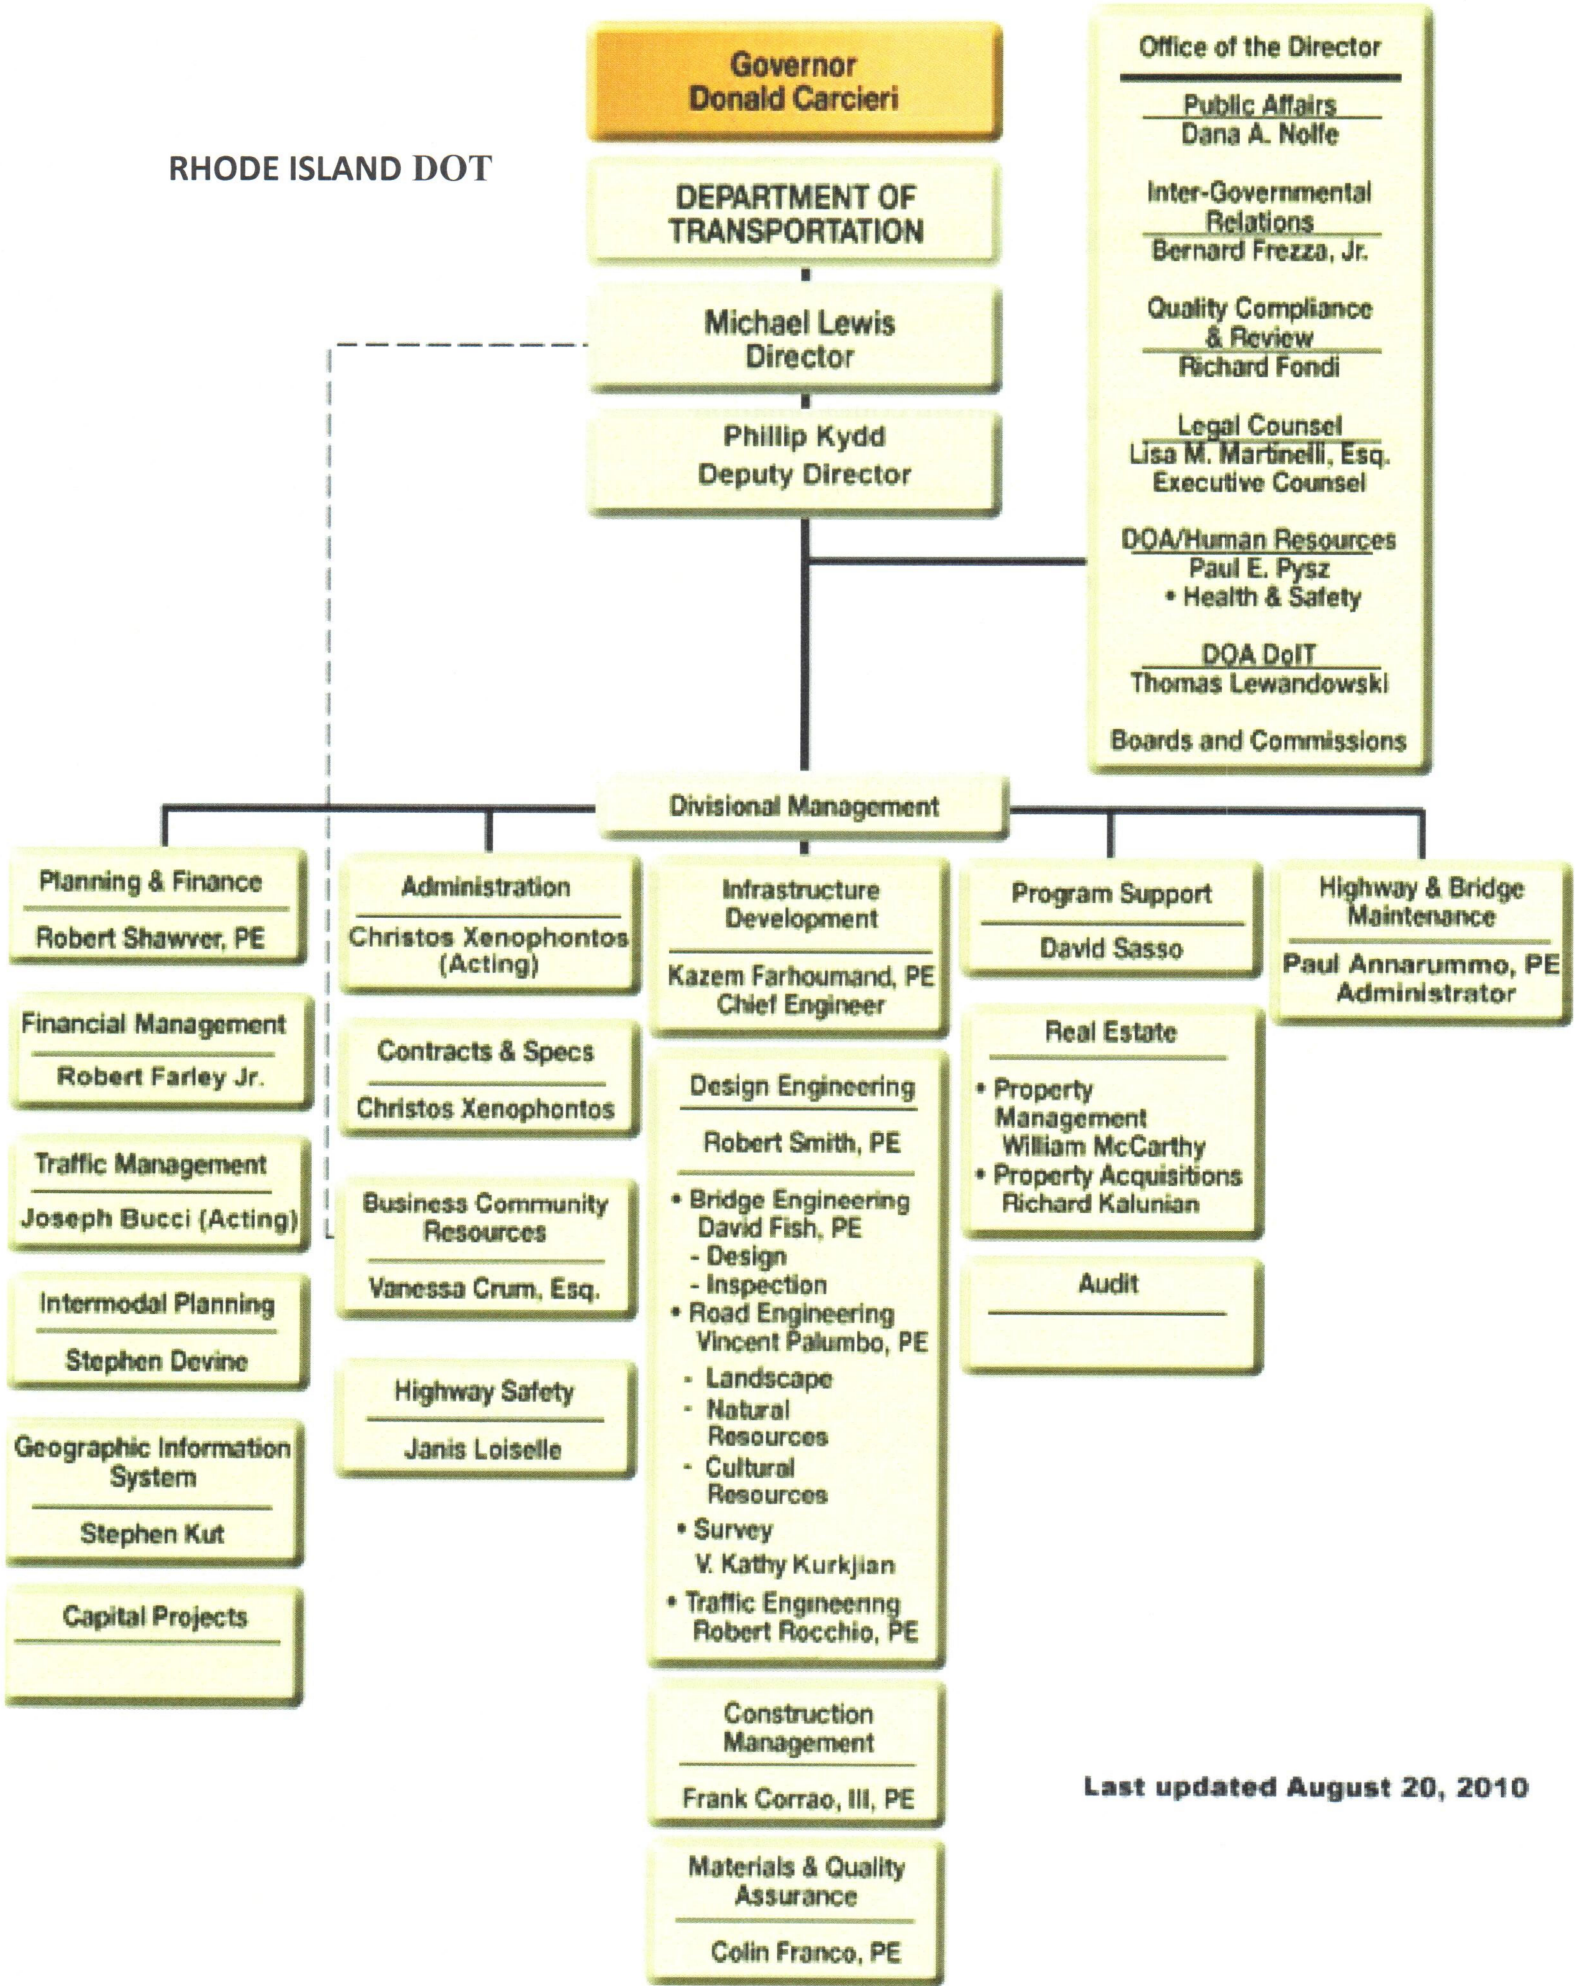 Governor
Donald Carcieri
RHODE ISLAND DOT
DEPARTMENT OF
TRANSPORTATION
Michael Lewis
Director
Phillip Kydd
Deputy Director
Office of the Director
Public Affairs
Dana A. Nolfe
Inter-Governmental
Relations
Bernard Frezza, Jr.
Quality Compliance
& Review
Richard Fondi
Legal Counsel
Lisa M. Martinelli, Esq.
Executive Counsel
DOA/Human Resources
Paul E. Pysz
• Health & Safety
DOA DoIT
Thomas Lewandowski
Boards and Commissions
Divisional Management
Planning & Finance
Robert Shawver, PE
Financial Management
Robert Farley Jr.
Traffic Management
Joseph Bucci (Acting)
Intermodal Planning
Stephen Devine
Geographic Information
System
Stephen Kut
Capital Projects
Administration
Christos Xenophontos
(Acting)
Contracts & Specs
Christos Xenophontos
Business Community
Resources
Vanessa Crum, Esq.
Highway Safety
Janis Loiselle
Infrastructure
Development
Kazem Farhoumand, PE
Chief Engineer
Design Engineering
Robert Smith, PE
• Bridge Engineering
David Fish, PE
- Design
- Inspection
• Road Engineering
Vincent Palumbo, PE
- Landscape
- Natural
Resources
- Cultural
Resources
• Survey
V. Kathy Kurkjian
• Traffic Engineering
Robert Rocchio, PE
Construction
Management
Frank Corrao, III, PE
Materials & Quality
Assurance
Colin Franco, PE
Program Support
David Sasso
Real Estate
• Property
Management
William McCarthy
• Property Acquisitions
Richard Kalunian
Audit
Highway & Bridge
Maintenance
Paul Annarummo, PE
Administrator
Last updated August 20, 2010